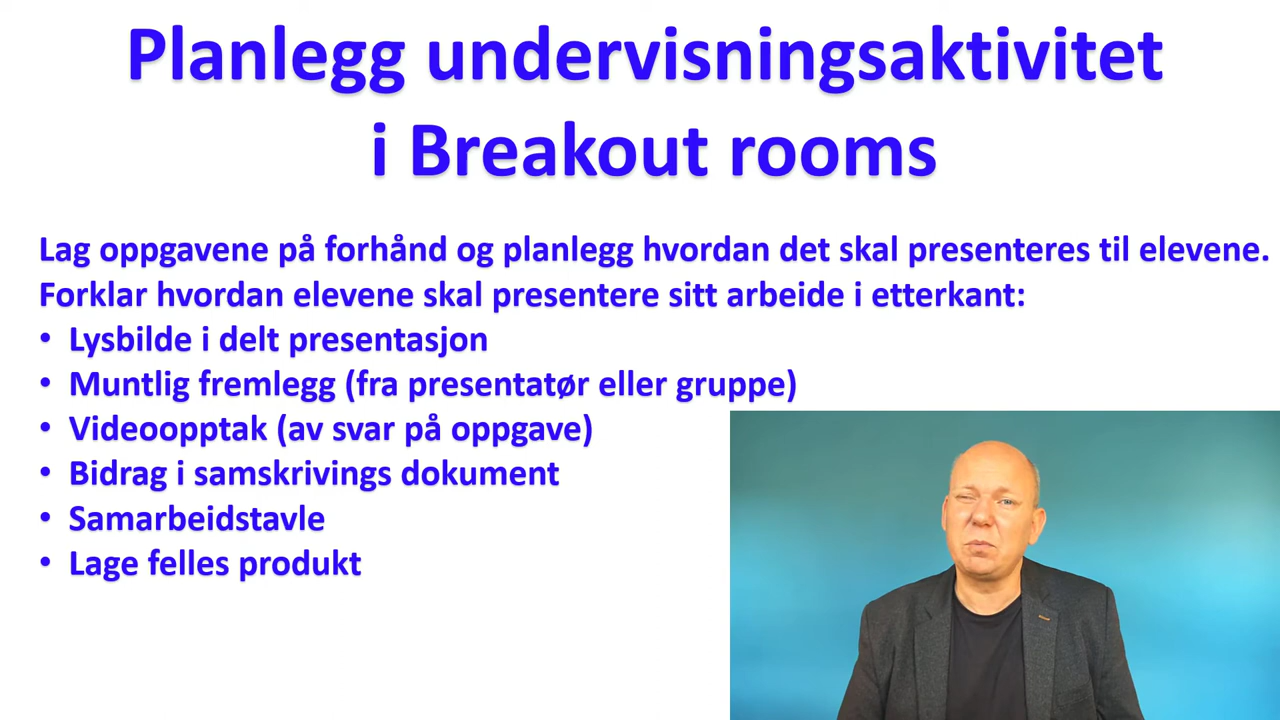 Planlegg undervisningsaktivitet
i Breakout rooms
Lag oppgavene på forhånd og planlegg hvordan det skal presenteres til elevene.
Forklar hvordan elevene skal presentere sitt arbeide i etterkant:
• Lysbilde i delt presentasjon
• Muntlig fremlegg (fra presentatør eller gruppe)
• Videoopptak (av svar på oppgave)
• Bidrag i samskrivings dokument
• Samarbeidstavle
• Lage felles produkt